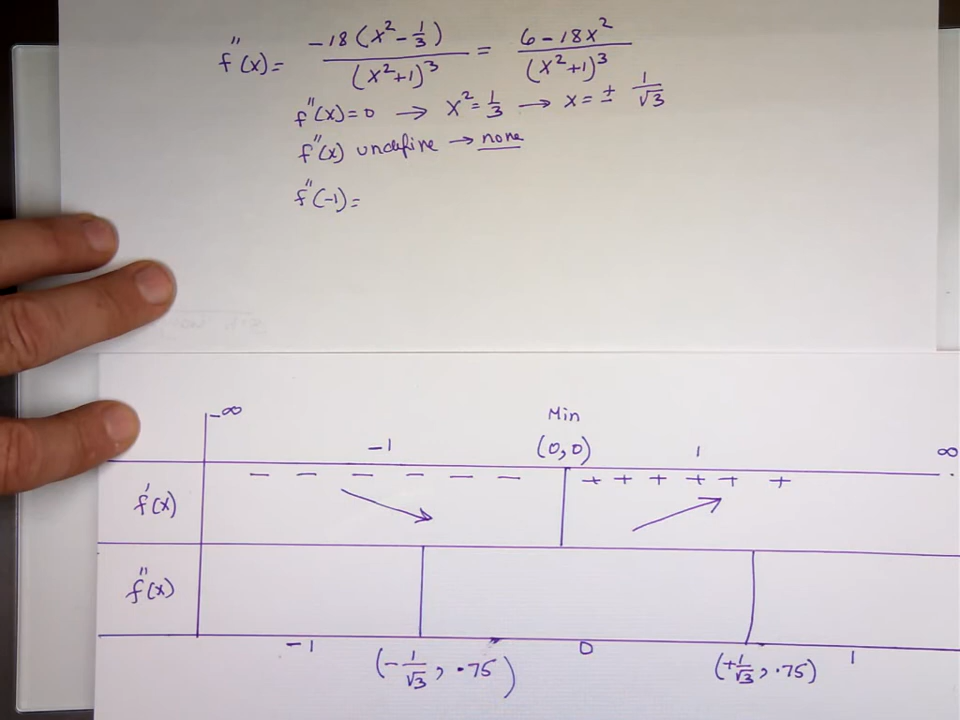 f''(x) = -18(x² - 1/3) / (x²+1)³ = 6 - 18x² / (x²+1)³
f''(x) = 0 → x² = 1/3 → x = ± 1/√3
f''(x) undefine → none
f''(-1) =
-∞ Min
-1 (0,0) 1 ∞
f'(x) - - - - - - + + + + + +
f''(x)
-1 (-1/√3, .75) 0 (+1/√3, .75) 1